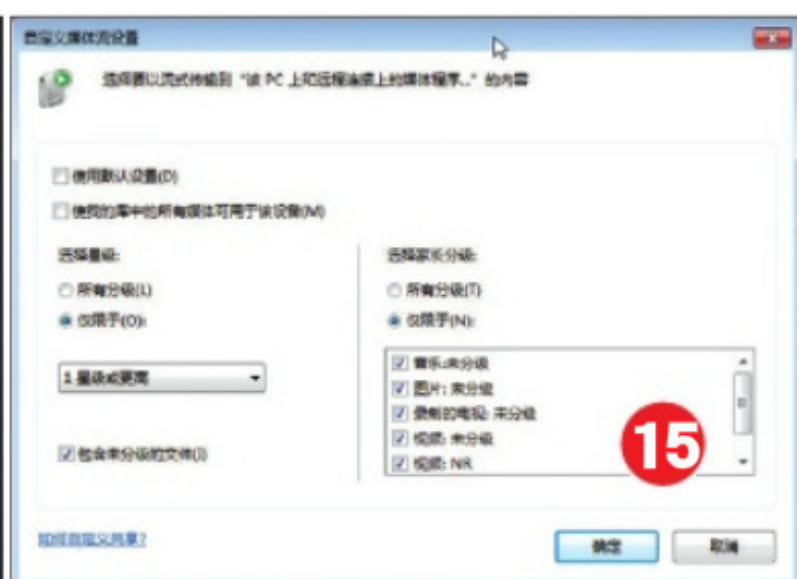 自定义媒体流设置
选择要以流式传输到 "该 PC 上和远程连接上的媒体程序..." 的内容
使用默认设置(D)
使我的库中的所有媒体可用于该设备(M)
选择星级:
所有分级(L)
仅限于(O):
1 星级或更高
包含未分级的文件(I)
选择家长分级:
所有分级(T)
仅限于(N):
音乐:未分级
图片: 未分级
录制的电视: 未分级
视频: 未分级
视频: NR
15
如何自定义共享?
确定
取消